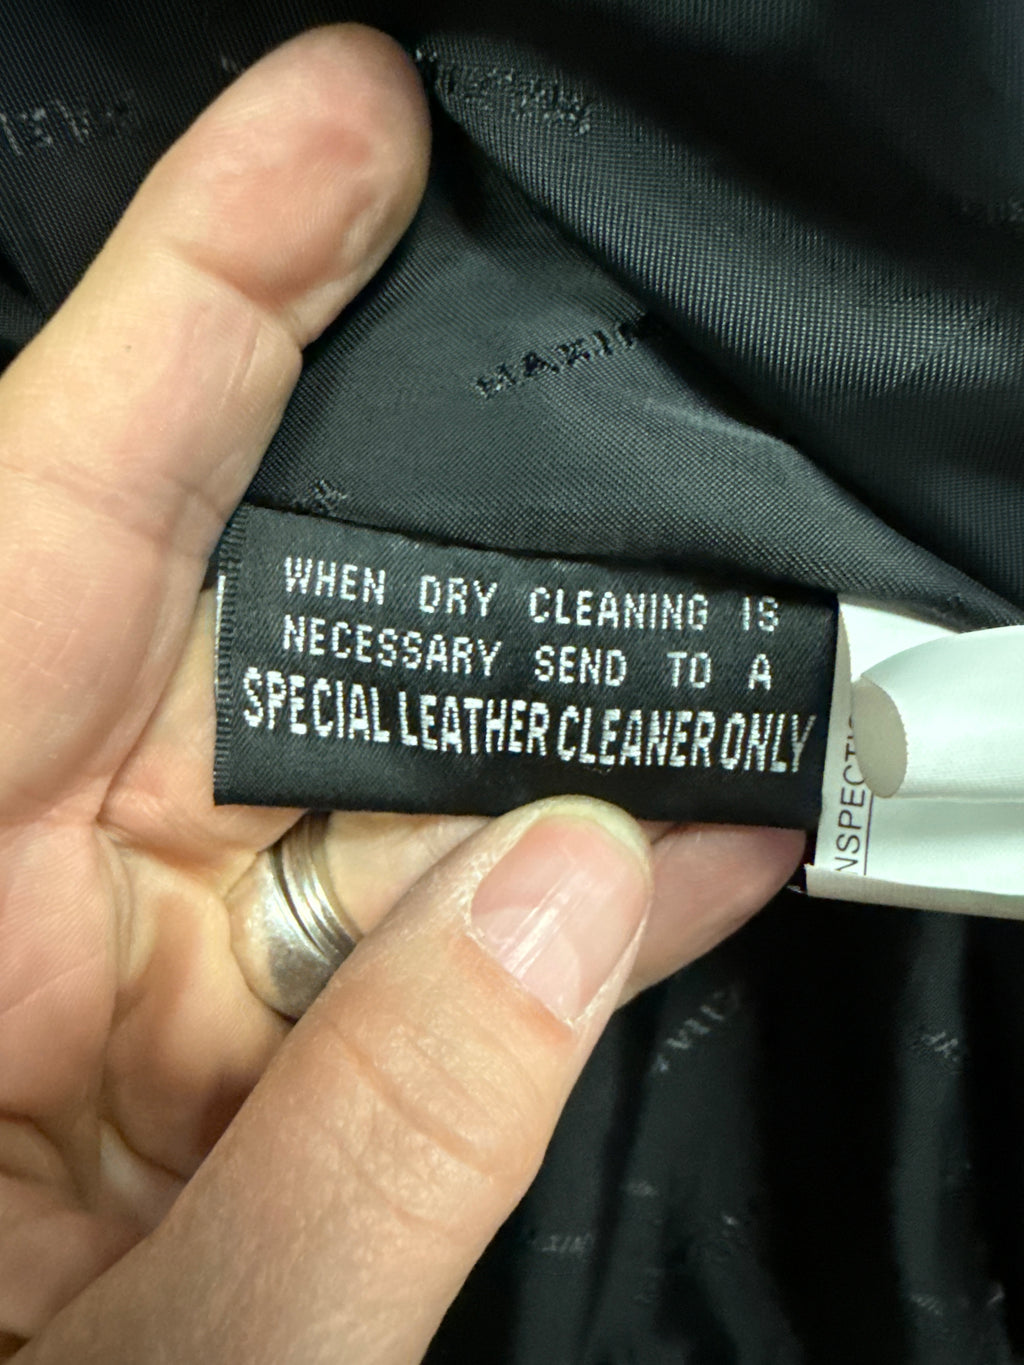 WHEN DRY CLEANING IS
NECESSARY SEND TO A
SPECIAL LEATHER CLEANER ONLY